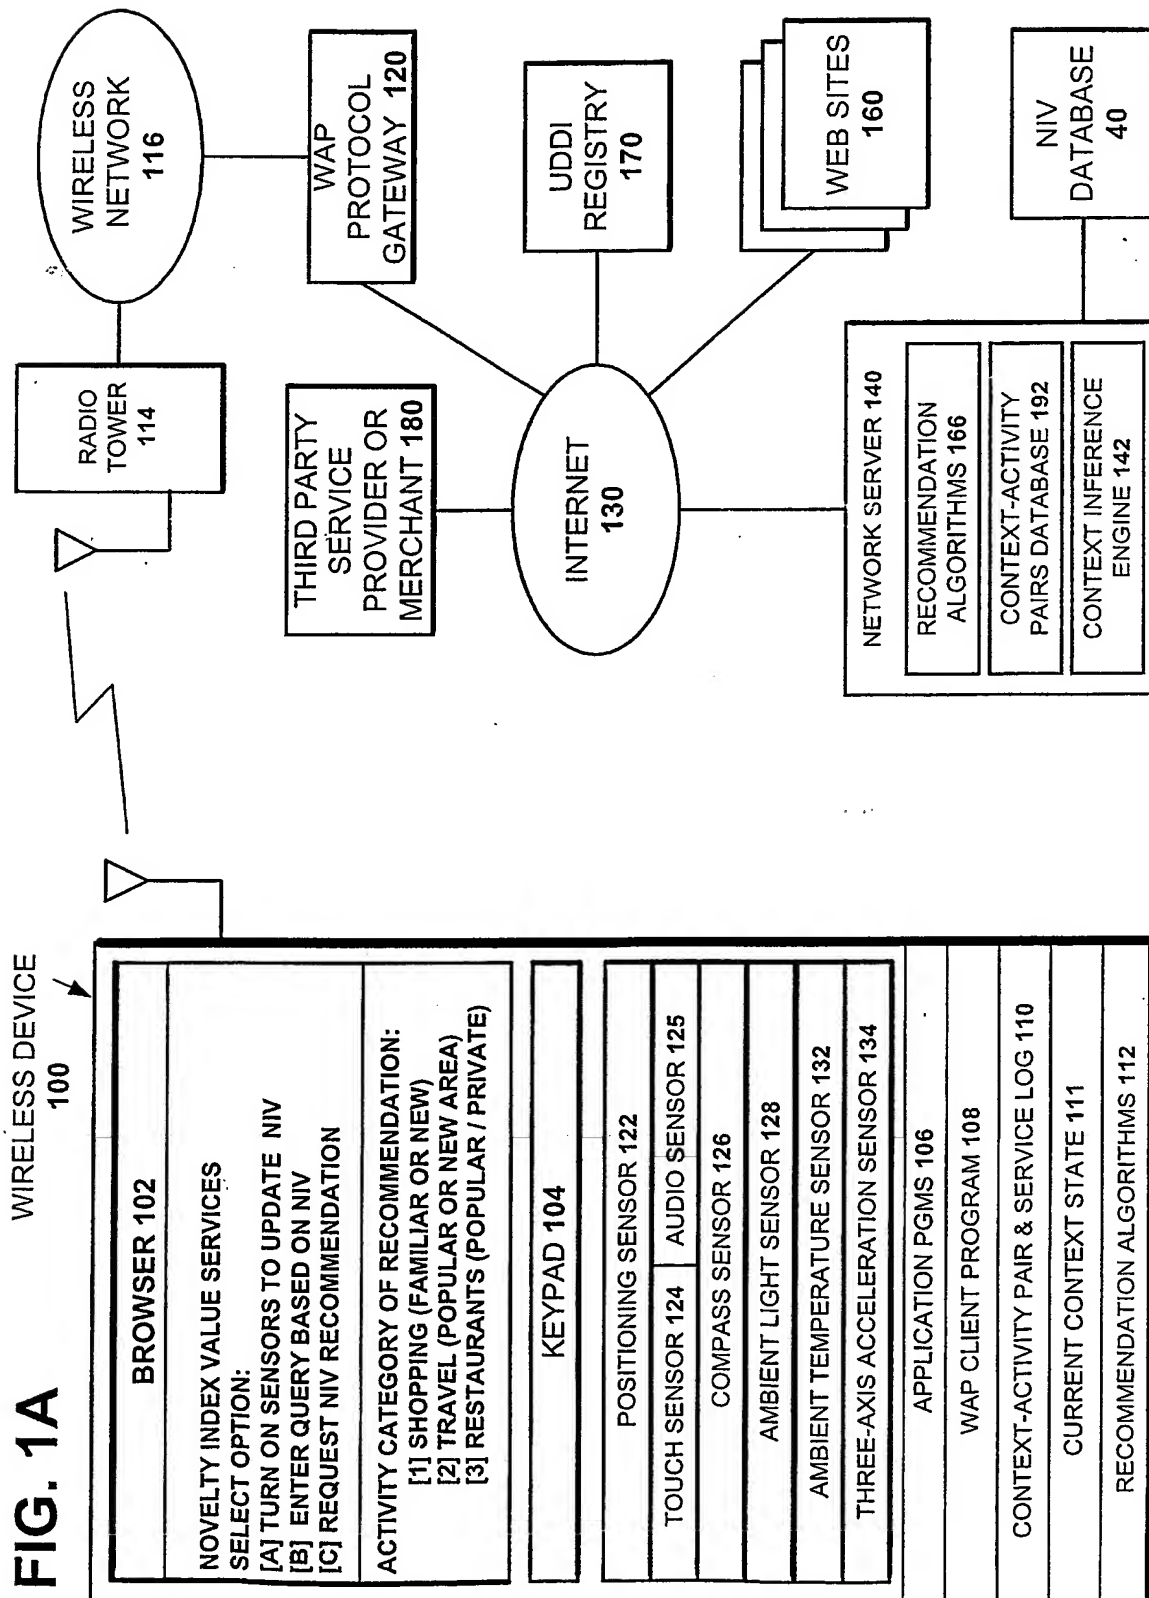 FIG. 1A
WIRELESS DEVICE
100
BROWSER 102
NOVELTY INDEX VALUE SERVICES
SELECT OPTION:
[A] TURN ON SENSORS TO UPDATE NIV
[B] ENTER QUERY BASED ON NIV
[C] REQUEST NIV RECOMMENDATION
ACTIVITY CATEGORY OF RECOMMENDATION:
[1] SHOPPING (FAMILIAR OR NEW)
[2] TRAVEL (POPULAR OR NEW AREA)
[3] RESTAURANTS (POPULAR / PRIVATE)
KEYPAD 104
POSITIONING SENSOR 122
TOUCH SENSOR 124
AUDIO SENSOR 125
COMPASS SENSOR 126
AMBIENT LIGHT SENSOR 128
AMBIENT TEMPERATURE SENSOR 132
THREE-AXIS ACCELERATION SENSOR 134
APPLICATION PGMS 106
WAP CLIENT PROGRAM 108
CONTEXT-ACTIVITY PAIR & SERVICE LOG 110
CURRENT CONTEXT STATE 111
RECOMMENDATION ALGORITHMS 112
RADIO
TOWER
114
WIRELESS
NETWORK
116
WAP
PROTOCOL
GATEWAY 120
THIRD PARTY
SERVICE
PROVIDER OR
MERCHANT 180
INTERNET
130
UDDI
REGISTRY
170
WEB SITES
160
NETWORK SERVER 140
RECOMMENDATION
ALGORITHMS 166
CONTEXT-ACTIVITY
PAIRS DATABASE 192
CONTEXT INFERENCE
ENGINE 142
NIV
DATABASE
40